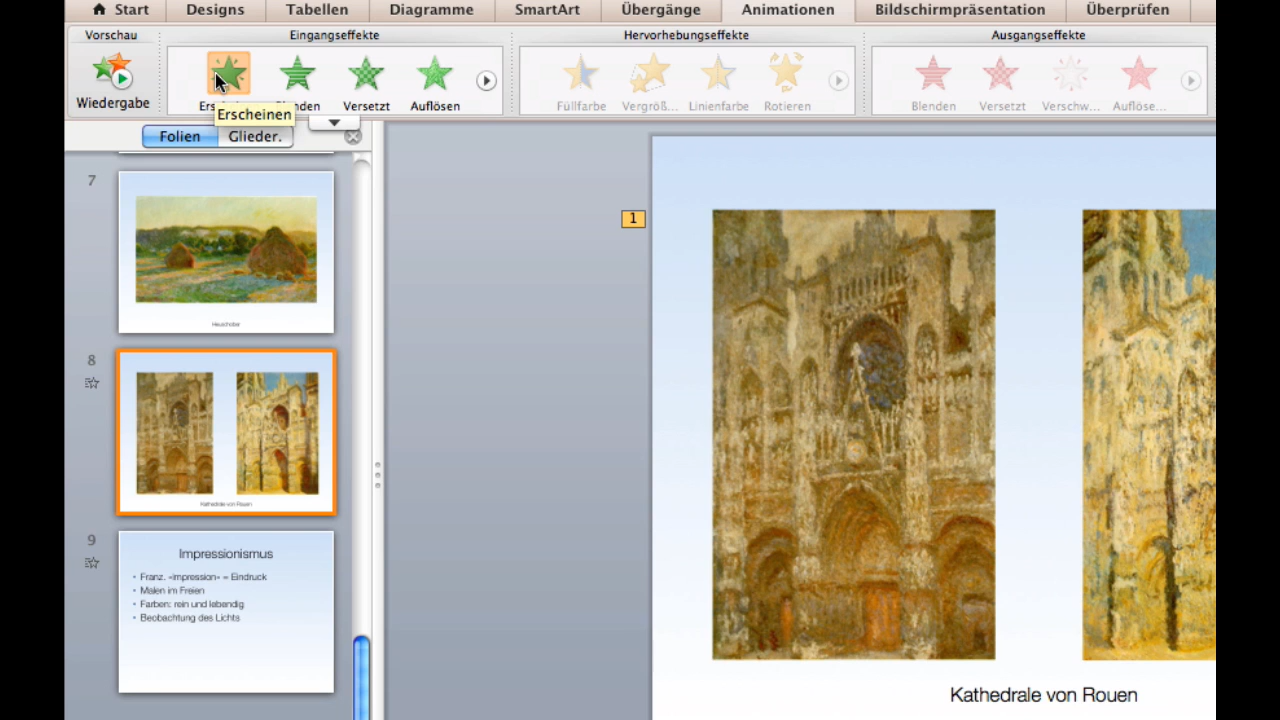 Start Designs Tabellen Diagramme SmartArt Übergänge Animationen Bildschirmpräsentation Überprüfen
Vorschau Eingangseffekte Hervorhebungseffekte Ausgangseffekte
Wiedergabe Versetzt Auflösen Füllfarbe Vergröß... Linienfarbe Rotieren Blenden Versetzt Verschw... Auflöse...
Erscheinen
Folien Glieder.
7
Heuschober
8
Kathedrale von Rouen
9
Impressionismus
• Franz. «impression» = Eindruck
• Malen im Freien
• Farben: rein und lebendig
• Beobachtung des Lichts
1
Kathedrale von Rouen